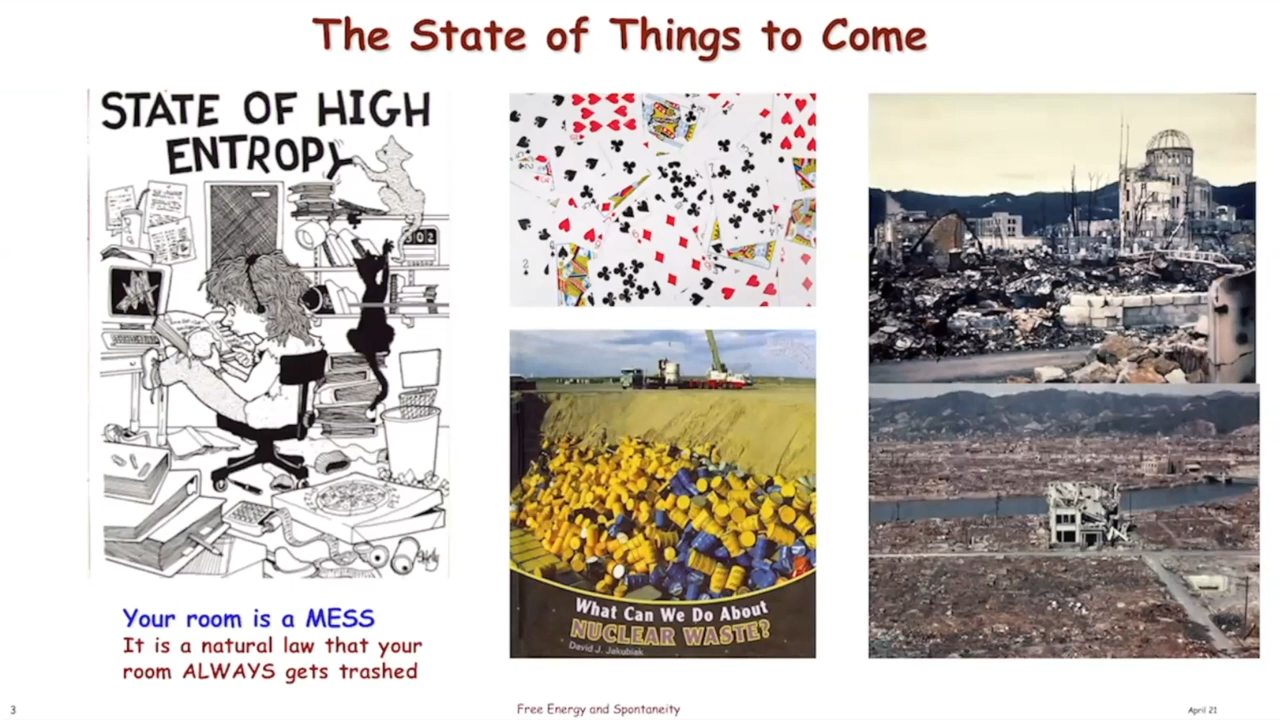 The State of Things to Come
STATE OF HIGH
ENTROPY
302
What Can We Do About
NUCLEAR WASTE?
David J. Jakubiak
Your room is a MESS
It is a natural law that your
room ALWAYS gets trashed
3
Free Energy and Spontaneity
April 21